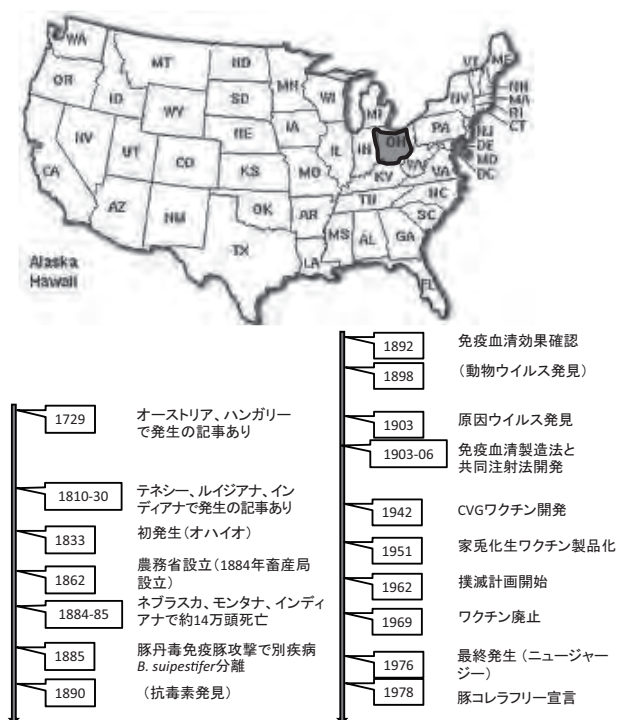 WA
MT
ND
OR
ID
SD
WY
MN
WI
MI
NE
IA
NV
UT
CO
KS
MO
IL
IN
OH
PA
NY
VT
ME
NH
MA
RI
CT
NJ
DE
MD
DC
CA
AZ
NM
OK
AR
TX
LA
MS
AL
GA
FL
SC
NC
TN
KY
VA
WV
Alaska
Hawaii
1729
オーストリア、ハンガリー
で発生の記事あり
1810-30
テネシー、ルイジアナ、イン
ディアナで発生の記事あり
1833
初発生(オハイオ)
1862
農務省設立(1884年畜産局
設立)
1884-85
ネブラスカ、モンタナ、インディ
アナで約14万頭死亡
1885
豚丹毒免疫豚攻撃で別疾病
B. suipestifer分離
1890
(抗毒素発見)
1892
免疫血清効果確認
1898
(動物ウイルス発見)
1903
原因ウイルス発見
1903-06
免疫血清製造法と
共同注射法開発
1942
CVGワクチン開発
1951
家兎化生ワクチン製品化
1962
撲滅計画開始
1969
ワクチン廃止
1976
最終発生(ニュージャー
ジー)
1978
豚コレラフリー宣言